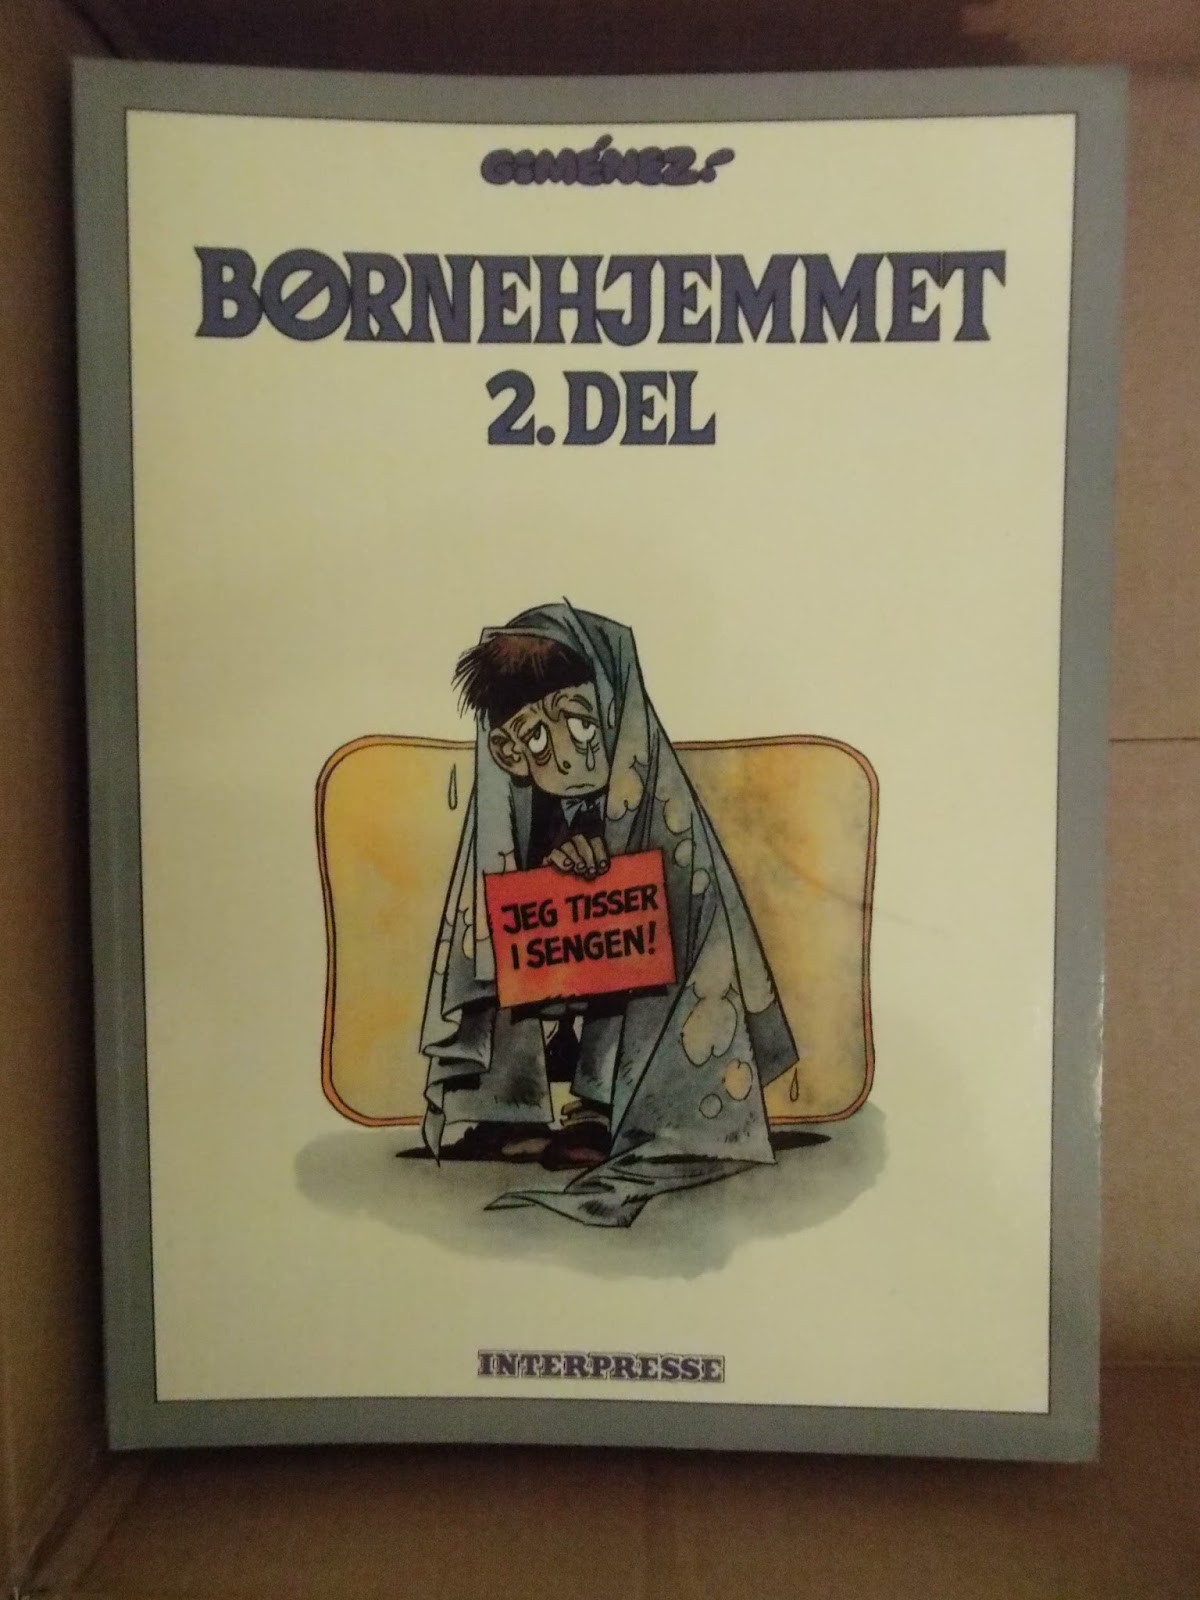 GIMÉNEZ!
BØRNEHJEMMET
2. DEL
JEG TISSER
I SENGEN!
INTERPRESSE